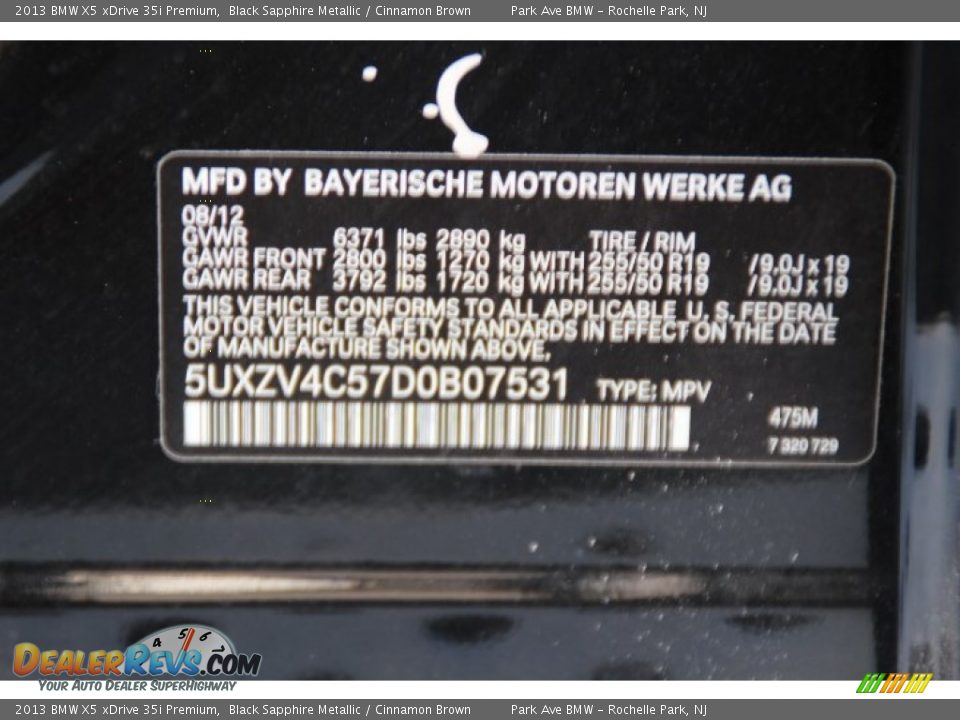 2013 BMW X5 xDrive 35i Premium, Black Sapphire Metallic / Cinnamon Brown Park Ave BMW - Rochelle Park, NJ
MFD BY BAYERISCHE MOTOREN WERKE AG
08/12
GVWR 6371 lbs 2890 kg TIRE / RIM
GAWR FRONT 2800 lbs 1270 kg WITH 255/50 R19 /9.0J x 19
GAWR REAR 3792 lbs 1720 kg WITH 255/50 R19 /9.0J x 19
THIS VEHICLE CONFORMS TO ALL APPLICABLE U. S. FEDERAL
MOTOR VEHICLE SAFETY STANDARDS IN EFFECT ON THE DATE
OF MANUFACTURE SHOWN ABOVE.
5UXZV4C57D0B07531 TYPE: MPV
475M
7 320 729
4 5 6
DEALERREVS.COM
YOUR AUTO DEALER SUPERHIGHWAY
2013 BMW X5 xDrive 35i Premium, Black Sapphire Metallic / Cinnamon Brown Park Ave BMW - Rochelle Park, NJ